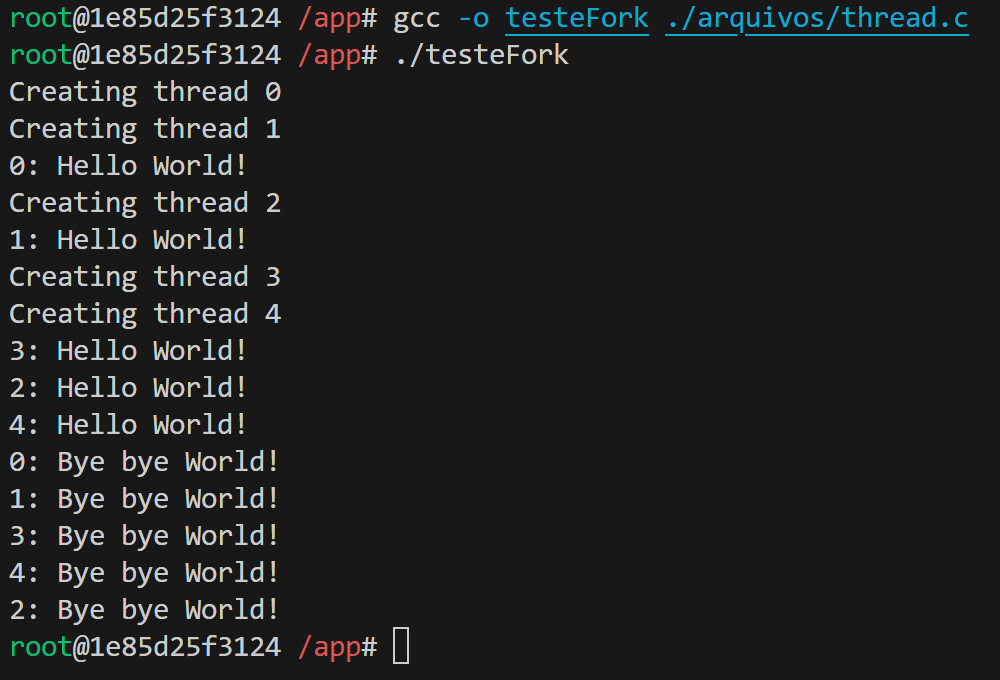 root@1e85d25f3124 /app# gcc -o testeFork ./arquivos/thread.c
root@1e85d25f3124 /app# ./testeFork
Creating thread 0
Creating thread 1
0: Hello World!
Creating thread 2
1: Hello World!
Creating thread 3
Creating thread 4
3: Hello World!
2: Hello World!
4: Hello World!
0: Bye bye World!
1: Bye bye World!
3: Bye bye World!
4: Bye bye World!
2: Bye bye World!
root@1e85d25f3124 /app#